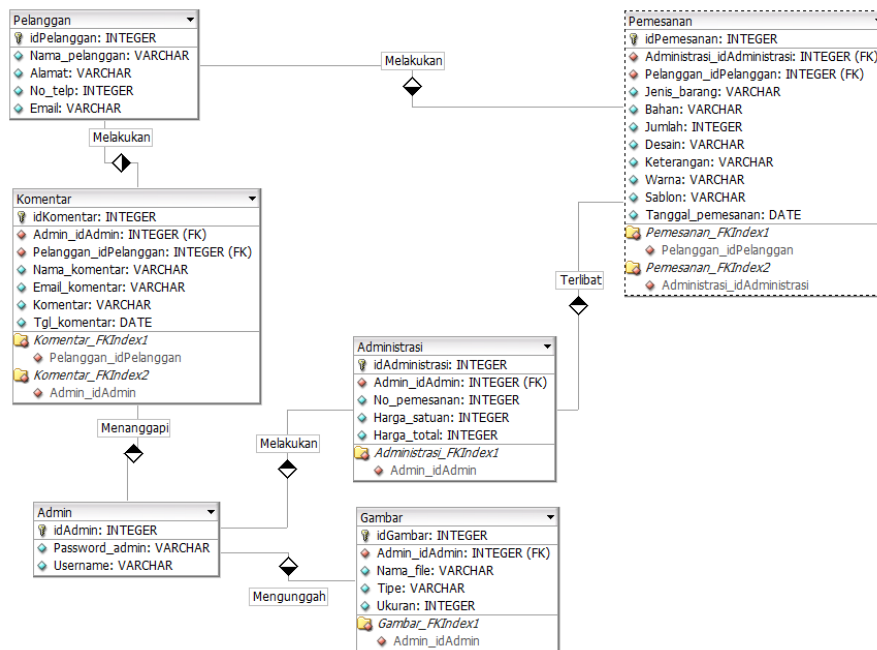 Pelanggan
idPelanggan: INTEGER
Nama_pelanggan: VARCHAR
Alamat: VARCHAR
No_telp: INTEGER
Email: VARCHAR
Melakukan
Pemesanan
idPemesanan: INTEGER
Administrasi_idAdministrasi: INTEGER (FK)
Pelanggan_idPelanggan: INTEGER (FK)
Jenis_barang: VARCHAR
Bahan: VARCHAR
Jumlah: INTEGER
Desain: VARCHAR
Keterangan: VARCHAR
Warna: VARCHAR
Sablon: VARCHAR
Tanggal_pemesanan: DATE
Pemesanan_FKIndex1
Pelanggan_idPelanggan
Pemesanan_FKIndex2
Administrasi_idAdministrasi
Melakukan
Komentar
idKomentar: INTEGER
Admin_idAdmin: INTEGER (FK)
Pelanggan_idPelanggan: INTEGER (FK)
Nama_komentar: VARCHAR
Email_komentar: VARCHAR
Komentar: VARCHAR
Tgl_komentar: DATE
Komentar_FKIndex1
Pelanggan_idPelanggan
Komentar_FKIndex2
Admin_idAdmin
Terlibat
Administrasi
idAdministrasi: INTEGER
Admin_idAdmin: INTEGER (FK)
No_pemesanan: INTEGER
Harga_satuan: INTEGER
Harga_total: INTEGER
Administrasi_FKIndex1
Admin_idAdmin
Menanggapi
Melakukan
Admin
idAdmin: INTEGER
Password_admin: VARCHAR
Username: VARCHAR
Mengunggah
Gambar
idGambar: INTEGER
Admin_idAdmin: INTEGER (FK)
Nama_file: VARCHAR
Tipe: VARCHAR
Ukuran: INTEGER
Gambar_FKIndex1
Admin_idAdmin